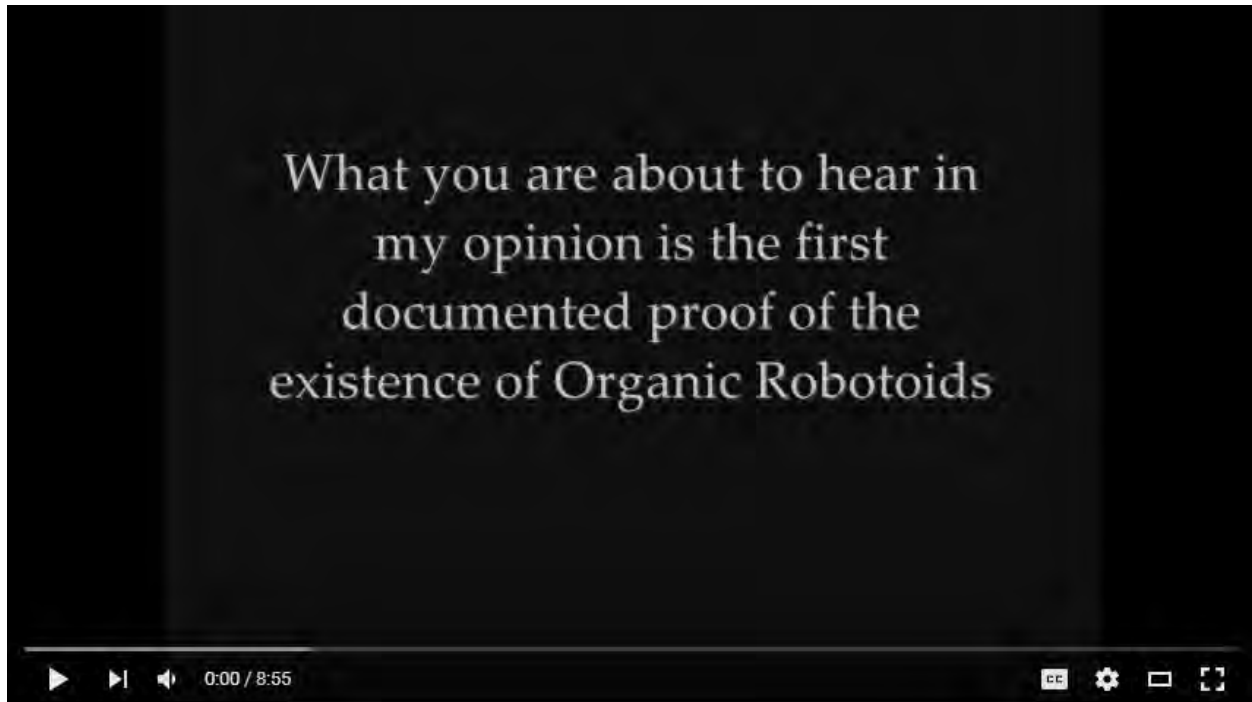 What you are about to hear in
my opinion is the first
documented proof of the
existence of Organic Robotoids
0:00 / 8:55
CC